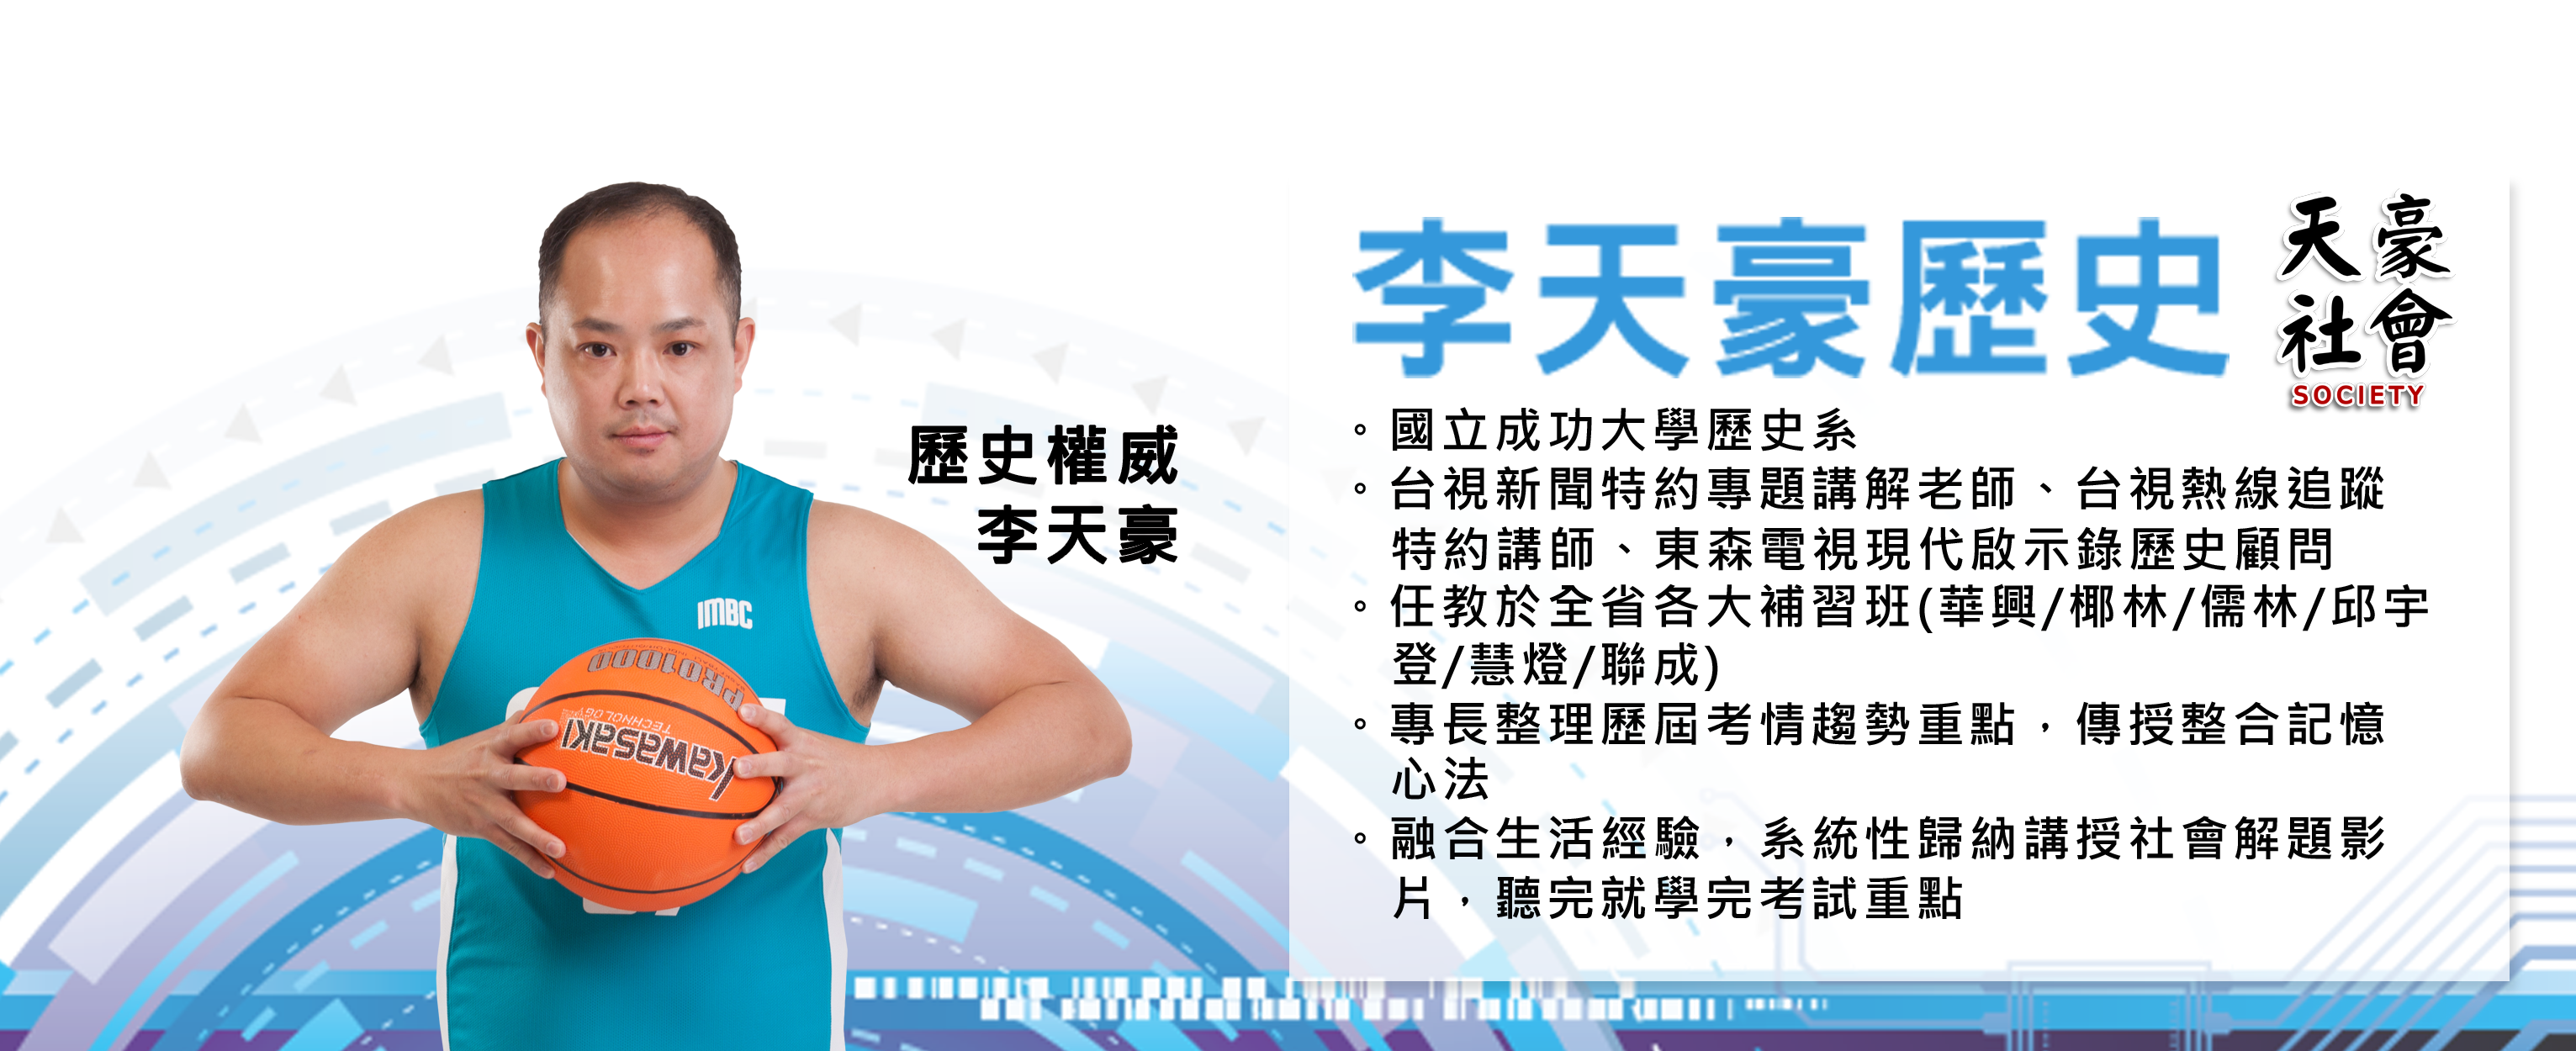 歷史權威
李天豪
IMBC
PRO1000
TECHNOLOGY
Kawasaki
李天豪歷史
天豪
社會
SOCIETY
。國立成功大學歷史系
。台視新聞特約專題講解老師、台視熱線追蹤
特約講師、東森電視現代啟示錄歷史顧問
。任教於全省各大補習班(華興/椰林/儒林/邱宇
登/慧燈/聯成)
。專長整理歷屆考情趨勢重點，傳授整合記憶
心法
。融合生活經驗，系統性歸納講授社會解題影
片，聽完就學完考試重點